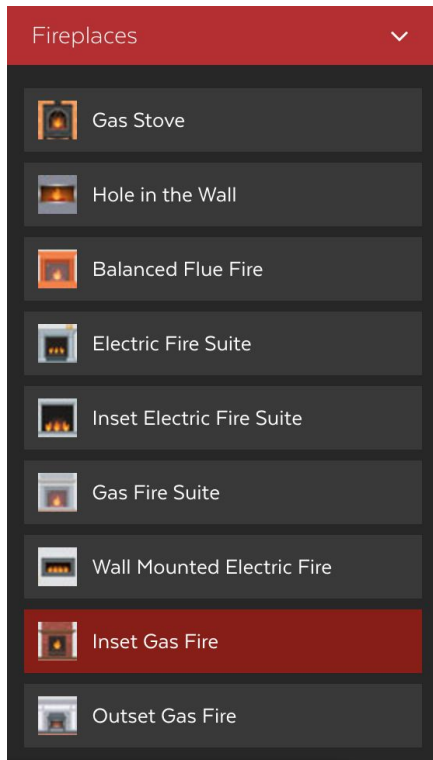 Fireplaces
Gas Stove
Hole in the Wall
Balanced Flue Fire
Electric Fire Suite
Inset Electric Fire Suite
Gas Fire Suite
Wall Mounted Electric Fire
Inset Gas Fire
Outset Gas Fire